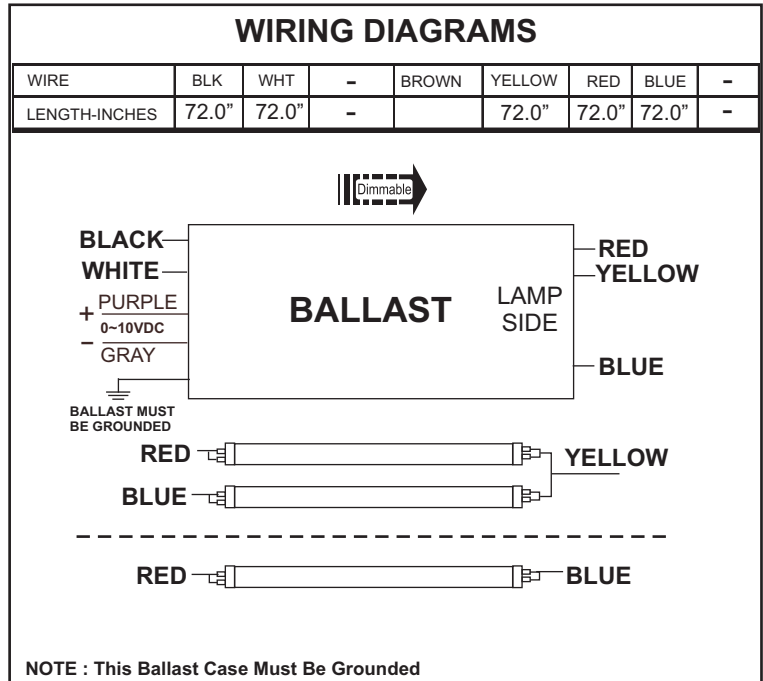 WIRING DIAGRAMS
WIRE BLK WHT - BROWN YELLOW RED BLUE -
LENGTH-INCHES 72.0” 72.0” - 72.0” 72.0” 72.0” -
Dimmable
BLACK
WHITE
+ PURPLE
0~10VDC
- GRAY
BALLAST MUST
BE GROUNDED
BALLAST
LAMP
SIDE
RED
YELLOW
BLUE
RED
YELLOW
BLUE
RED BLUE
NOTE : This Ballast Case Must Be Grounded